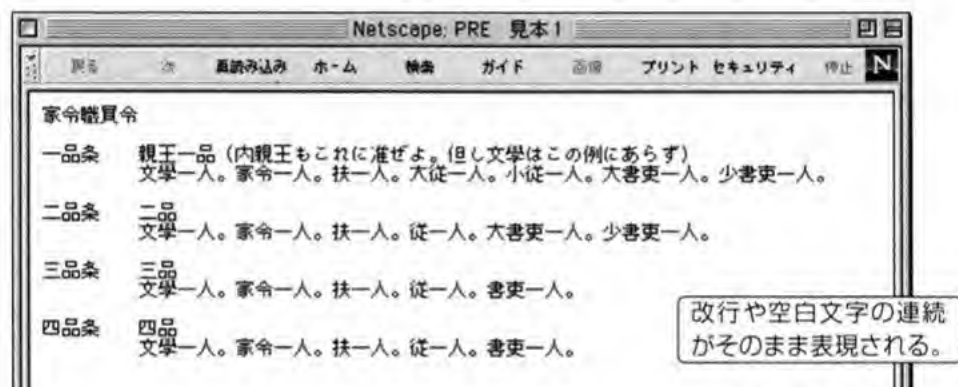 Netscape: PRE 見本1
戻る 次 再読み込み ホーム 検索 ガイド 画像 プリント セキュリティ 停止 N
家令職員令
一品条 親王一品（内親王もこれに准ぜよ。但し文學はこの例にあらず）
文學一人。家令一人。扶一人。大従一人。小従一人。大書吏一人。少書吏一人。
二品条 二品
文學一人。家令一人。扶一人。従一人。大書吏一人。少書吏一人。
三品条 三品
文學一人。家令一人。扶一人。従一人。書吏一人。
四品条 四品
文學一人。家令一人。扶一人。従一人。書吏一人。
改行や空白文字の連続
がそのまま表現される。